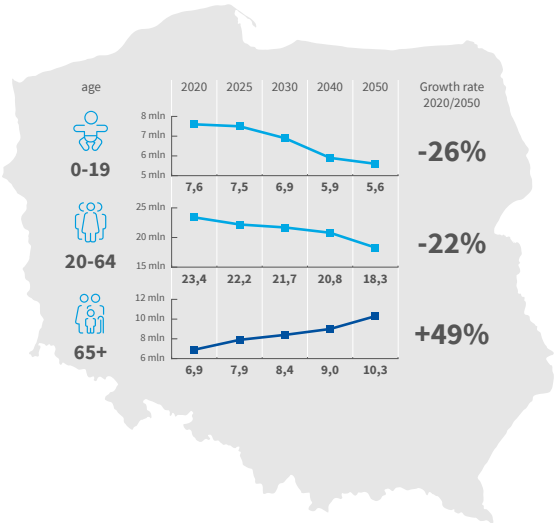 age 2020 2025 2030 2040 2050 Growth rate
2020/2050
8 mln
7 mln
6 mln
5 mln
0-19
7,6 7,5 6,9 5,9 5,6
-26%
25 mln
20 mln
15 mln
20-64
23,4 22,2 21,7 20,8 18,3
-22%
12 mln
10 mln
8 mln
6 mln
65+
6,9 7,9 8,4 9,0 10,3
+49%